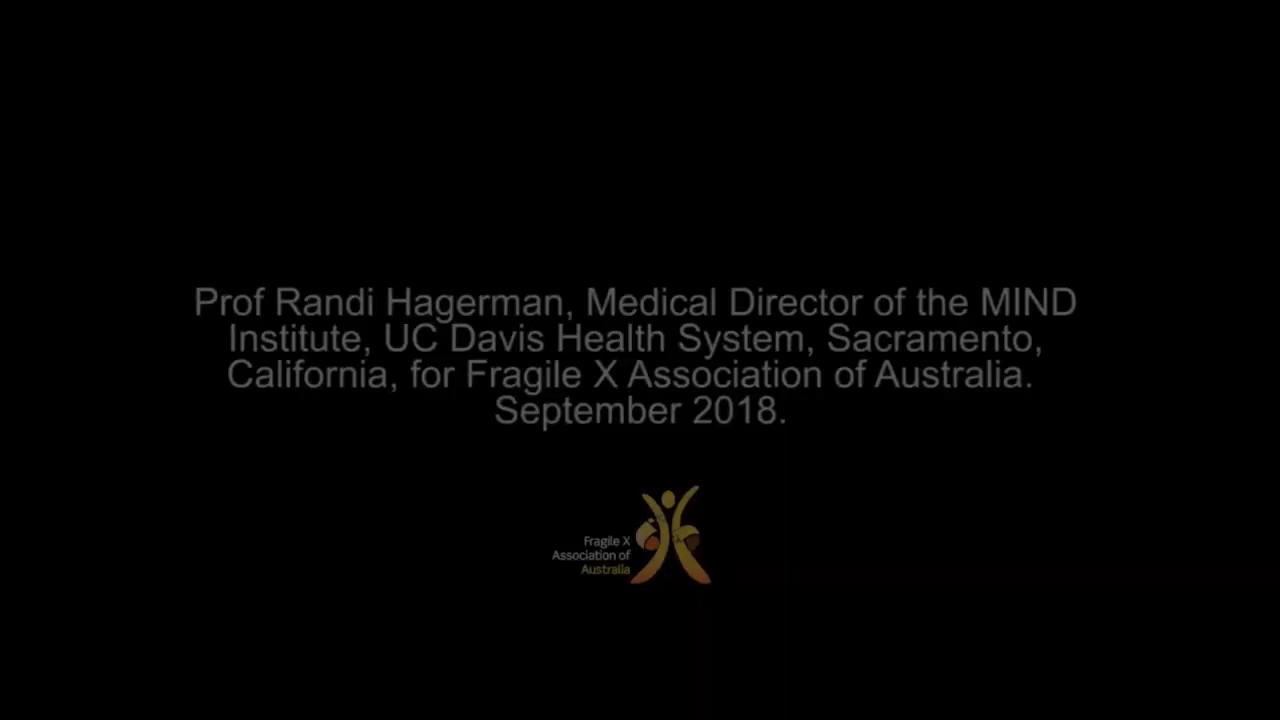 Prof Randi Hagerman, Medical Director of the MIND
Institute, UC Davis Health System, Sacramento,
California, for Fragile X Association of Australia.
September 2018.
Fragile X
Association of
Australia